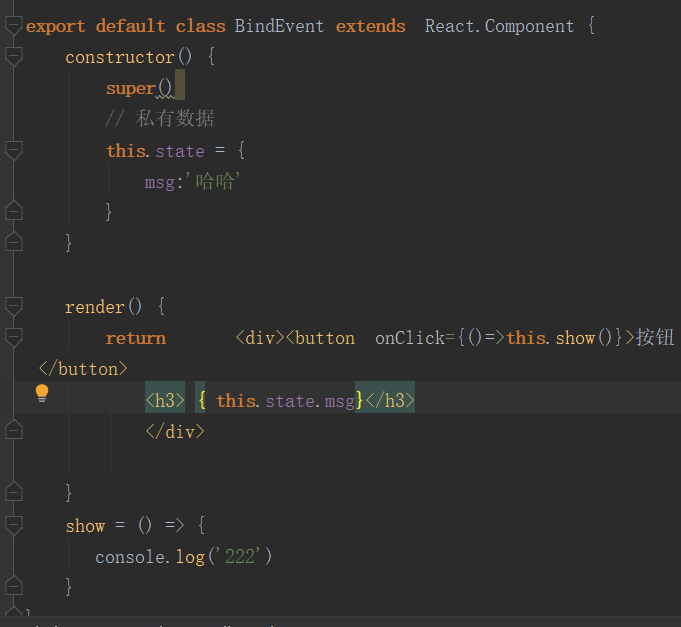 export default class BindEvent extends React.Component {
constructor() {
super()
// 私有数据
this.state = {
msg:'哈哈'
}
}
render() {
return <div><button onClick={()=>this.show()}>按钮
</button>
<h3> { this.state.msg}</h3>
</div>
}
show = () => {
console.log('222')
}
}